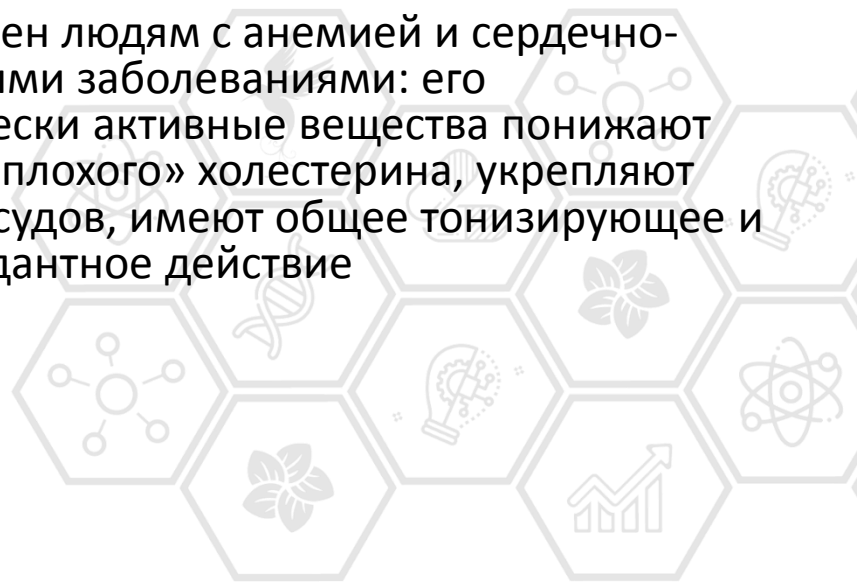 ен людям с анемией и сердечно-
ими заболеваниями: его
ески активные вещества понижают
плохого» холестерина, укрепляют
судов, имеют общее тонизирующее и
дантное действие